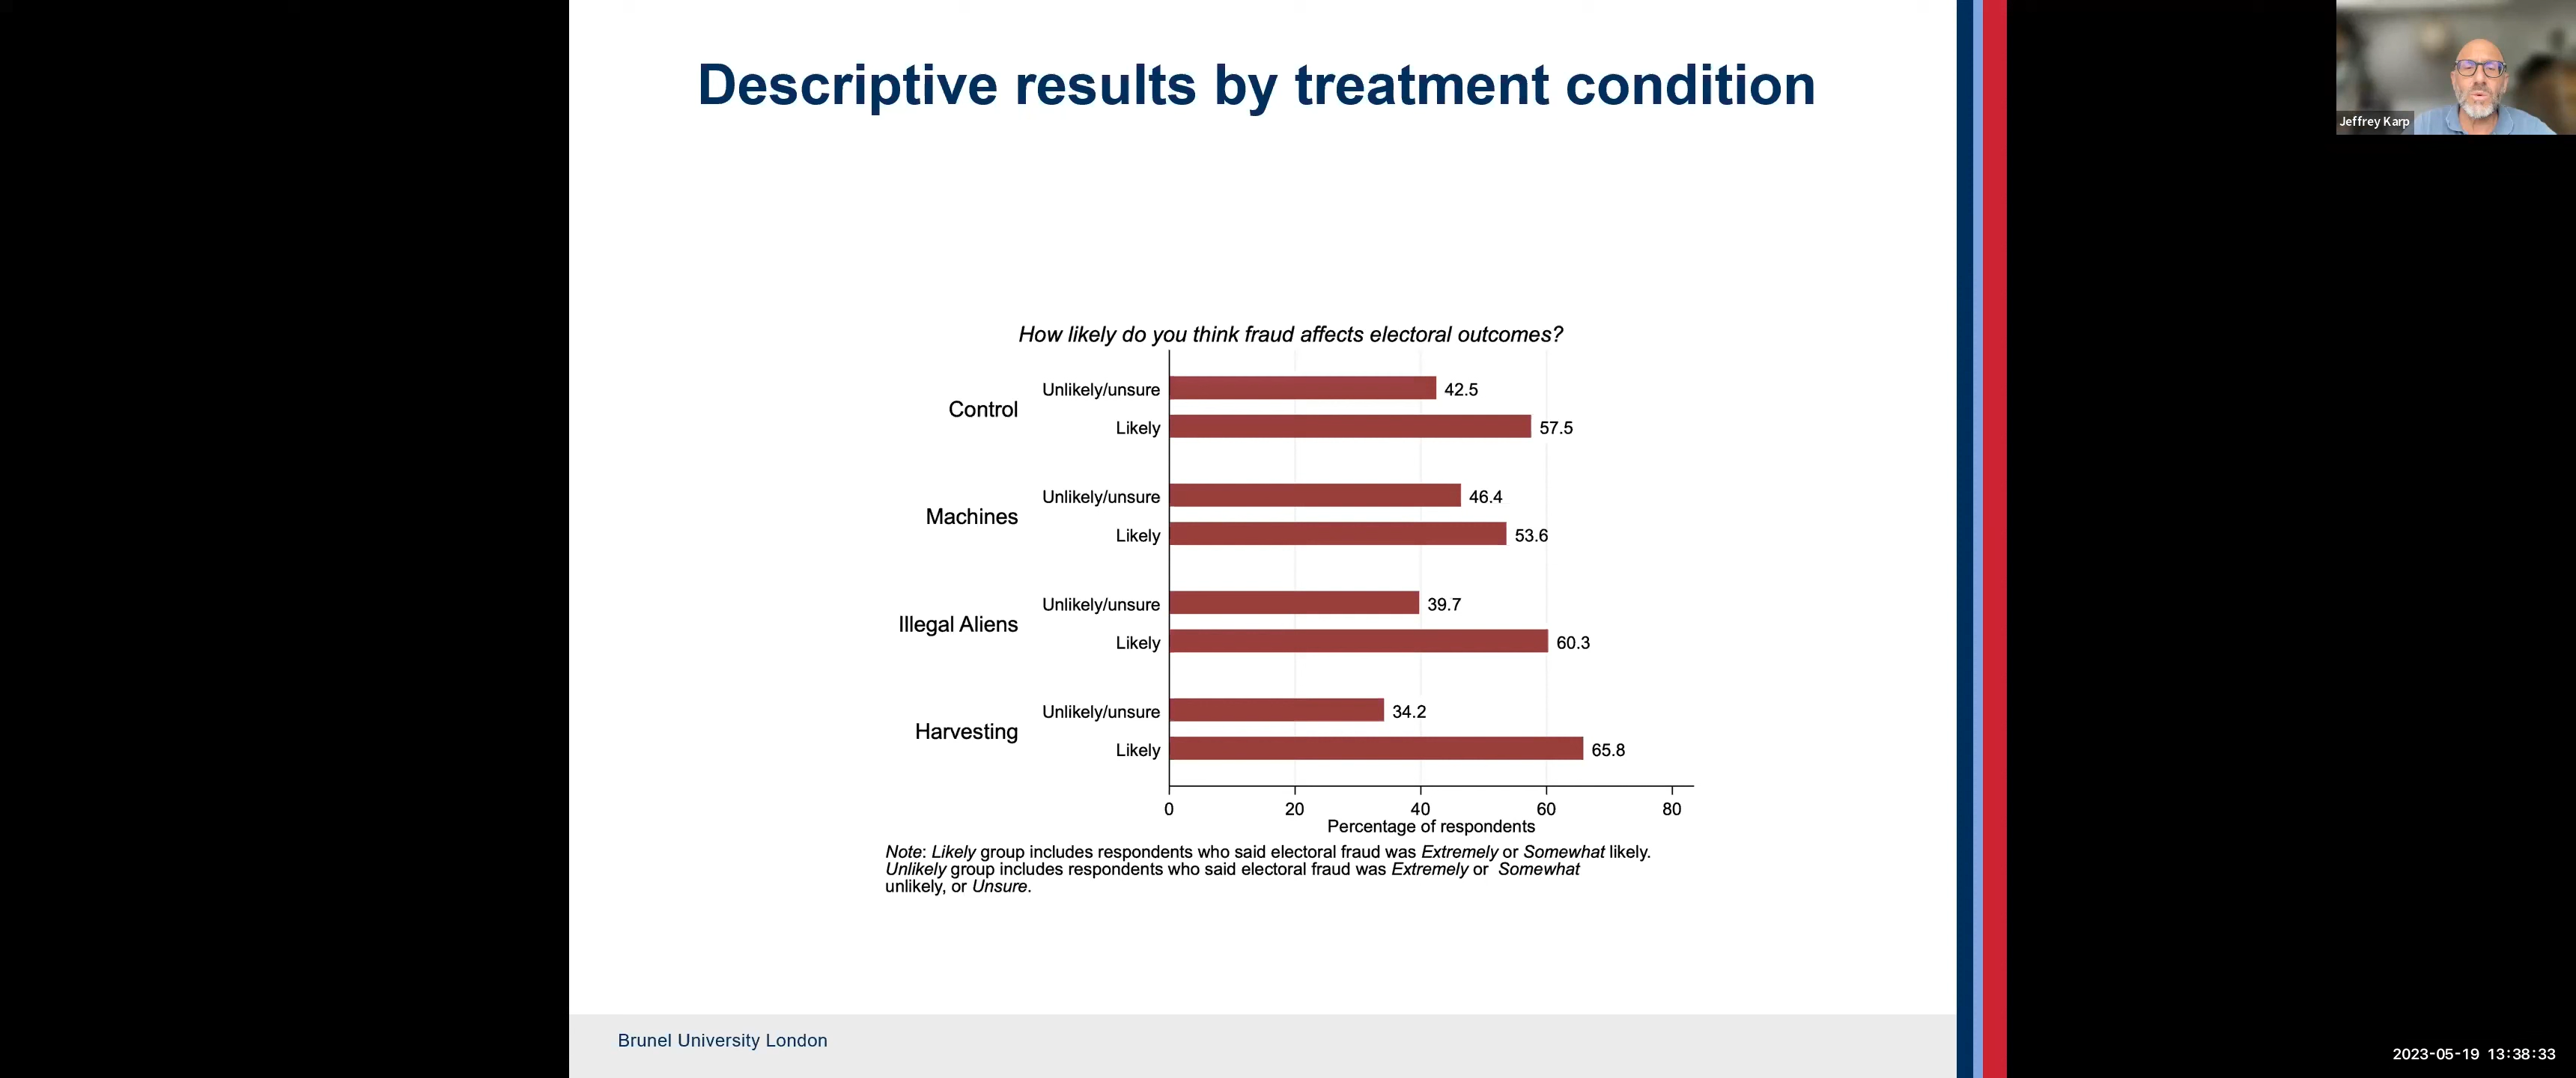 Descriptive results by treatment condition
Jeffrey Karp
How likely do you think fraud affects electoral outcomes?
Control
Unlikely/unsure 42.5
Likely 57.5
Machines
Unlikely/unsure 46.4
Likely 53.6
Illegal Aliens
Unlikely/unsure 39.7
Likely 60.3
Harvesting
Unlikely/unsure 34.2
Likely 65.8
0 20 40 60 80
Percentage of respondents
Note: Likely group includes respondents who said electoral fraud was Extremely or Somewhat likely.
Unlikely group includes respondents who said electoral fraud was Extremely or Somewhat
unlikely, or Unsure.
Brunel University London
2023-05-19 13:38:33